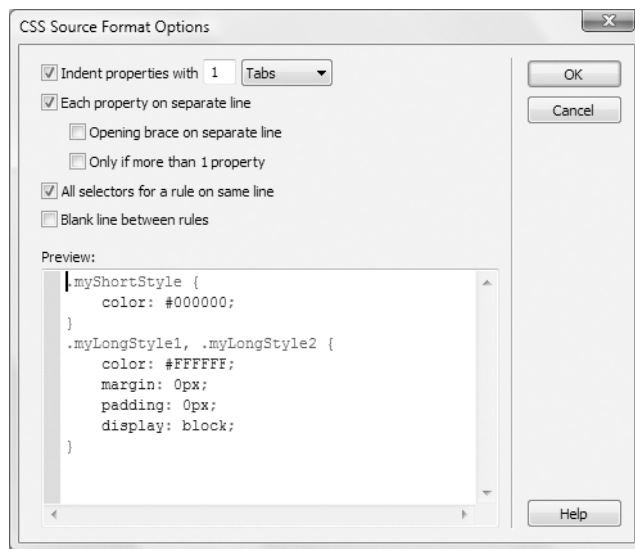 CSS Source Format Options
Indent properties with 1 Tabs
OK
Each property on separate line
Cancel
Opening brace on separate line
Only if more than 1 property
All selectors for a rule on same line
Blank line between rules
Preview:
.myShortStyle {
    color: #000000;
}
.myLongStyle1, .myLongStyle2 {
    color: #FFFFFF;
    margin: 0px;
    padding: 0px;
    display: block;
}
Help